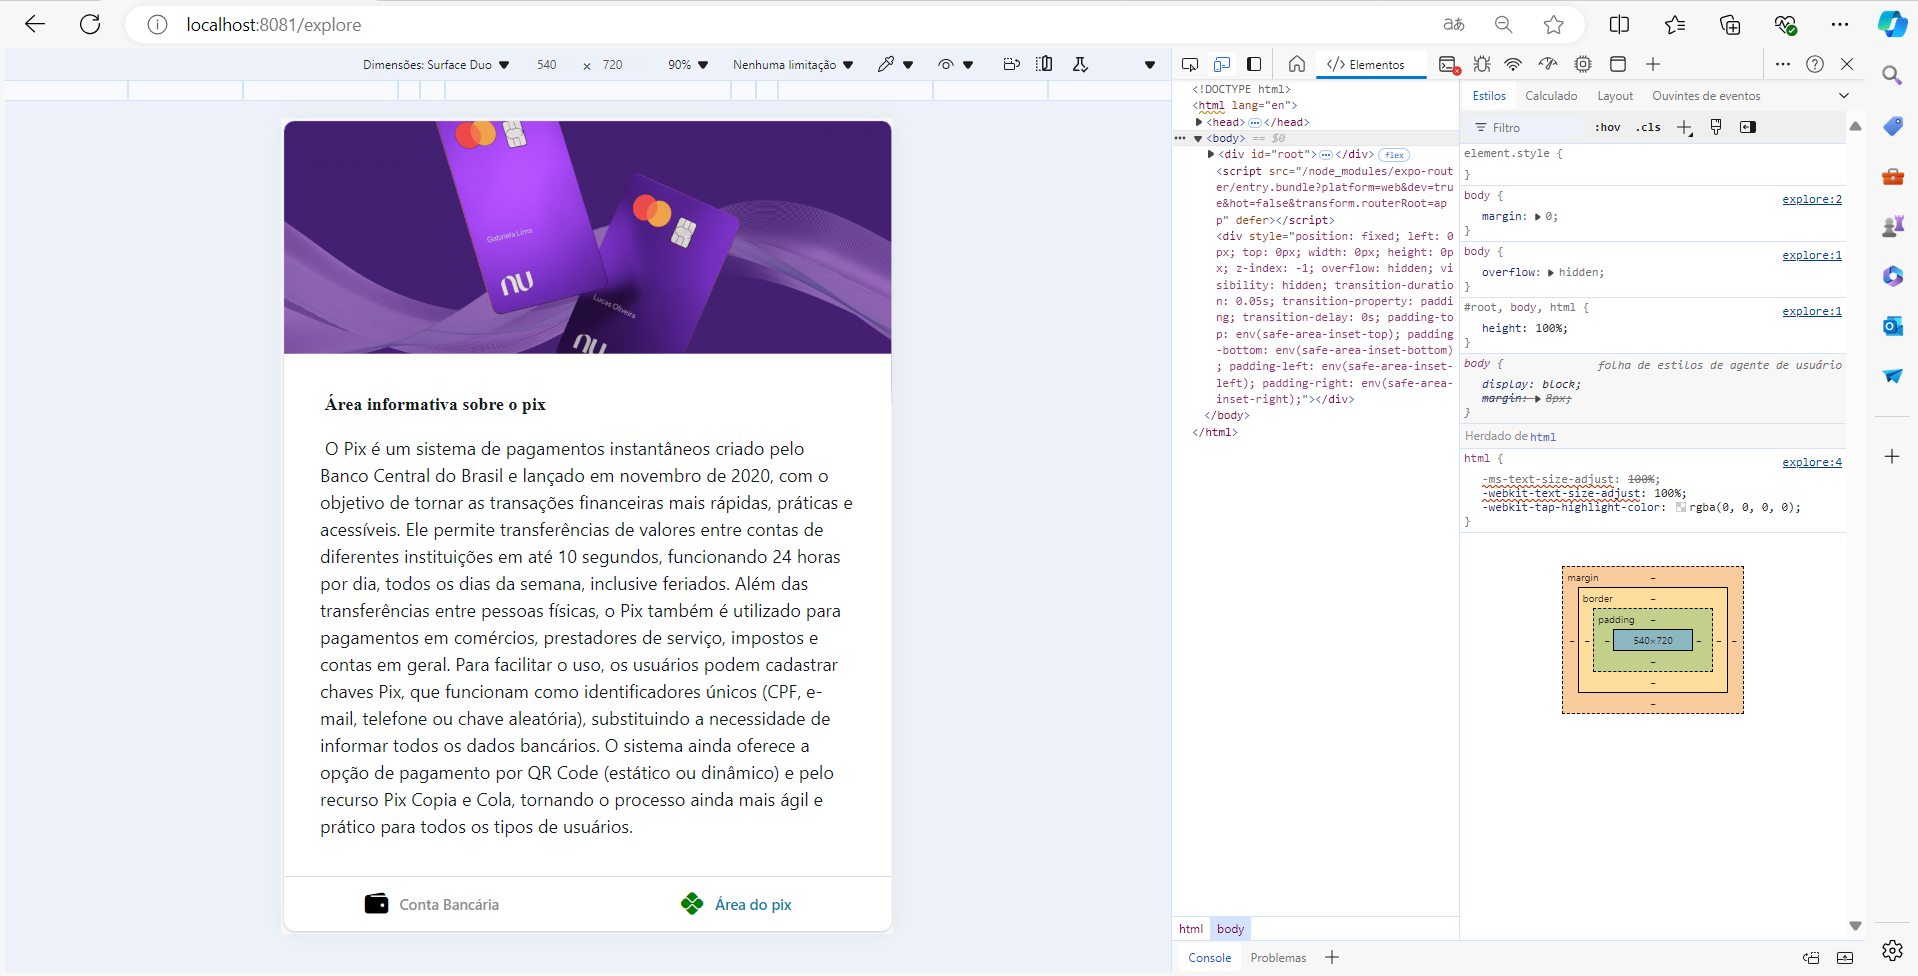 localhost:8081/explore
aあ
Dimensões: Surface Duo
540
×
720
90%
Nenhuma limitação
Elementos
Estilos
Calculado
Layout
Ouvintes de eventos
Filtro
:hov
.cls
Gabriela Lima
nu
Lucas Oliveira
nu
Área informativa sobre o pix
O Pix é um sistema de pagamentos instantâneos criado pelo
Banco Central do Brasil e lançado em novembro de 2020, com o
objetivo de tornar as transações financeiras mais rápidas, práticas e
acessíveis. Ele permite transferências de valores entre contas de
diferentes instituições em até 10 segundos, funcionando 24 horas
por dia, todos os dias da semana, inclusive feriados. Além das
transferências entre pessoas físicas, o Pix também é utilizado para
pagamentos em comércios, prestadores de serviço, impostos e
contas em geral. Para facilitar o uso, os usuários podem cadastrar
chaves Pix, que funcionam como identificadores únicos (CPF, e-
mail, telefone ou chave aleatória), substituindo a necessidade de
informar todos os dados bancários. O sistema ainda oferece a
opção de pagamento por QR Code (estático ou dinâmico) e pelo
recurso Pix Copia e Cola, tornando o processo ainda mais ágil e
prático para todos os tipos de usuários.
Conta Bancária
Área do pix
<!DOCTYPE html>
<html lang="en">
<head> ••• </head>
••• <body> == $0
<div id="root"> ••• </div> flex
<script src="/node_modules/expo-rout
er/entry.bundle?platform=web&dev=tru
e&hot=false&transform.routerRoot=ap
p" defer></script>
<div style="position: fixed; left: 0
px; top: 0px; width: 0px; height: 0p
x; z-index: -1; overflow: hidden; vi
sibility: hidden; transition-duratio
n: 0.05s; transition-property: paddi
ng; transition-delay: 0s; padding-to
p: env(safe-area-inset-top); padding
-bottom: env(safe-area-inset-bottom)
; padding-left: env(safe-area-inset-
left); padding-right: env(safe-area-
inset-right);"></div>
</body>
</html>
element.style {
}
body {
explore:2
margin: 0;
}
body {
explore:1
overflow: hidden;
}
#root, body, html {
explore:1
height: 100%;
}
body {
folha de estilos de agente de usuário
display: block;
margin: 8px;
}
Herdado de html
html {
explore:4
-ms-text-size-adjust: 100%;
-webkit-text-size-adjust: 100%;
-webkit-tap-highlight-color: rgba(0, 0, 0, 0);
}
margin
border
padding
540×720
html
body
Console
Problemas